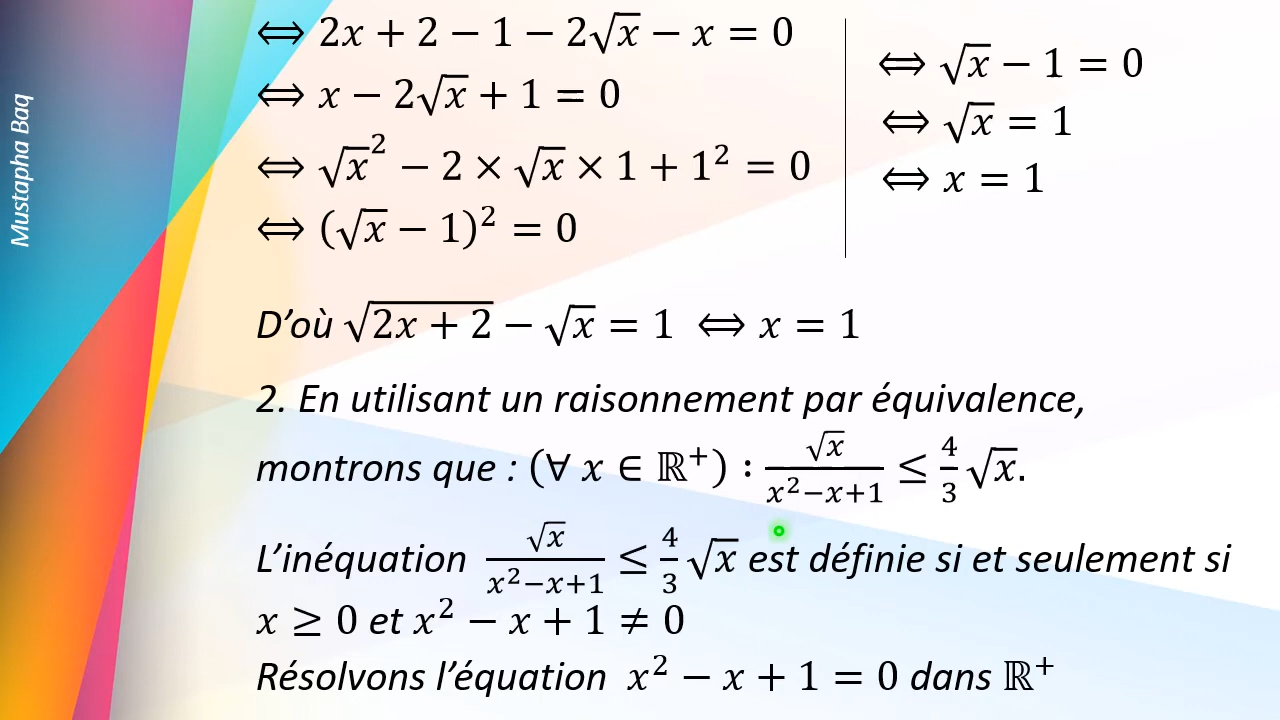 Mustapha Baq
⟺ 2x + 2 − 1 − 2√x − x = 0
⟺ x − 2√x + 1 = 0
⟺ √x² − 2 × √x × 1 + 1² = 0
⟺ (√x − 1)² = 0
⟺ √x − 1 = 0
⟺ √x = 1
⟺ x = 1
D’où √(2x + 2) − √x = 1 ⟺ x = 1
2. En utilisant un raisonnement par équivalence,
montrons que : (∀ x ∈ ℝ⁺) : √x/(x²−x+1) ≤ 4/3 √x.
L’inéquation √x/(x²−x+1) ≤ 4/3 √x est définie si et seulement si
x ≥ 0 et x² − x + 1 ≠ 0
Résolvons l’équation x² − x + 1 = 0 dans ℝ⁺